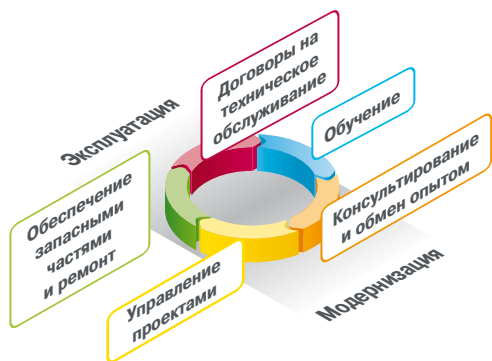 Договоры на
техническое
обслуживание
Эксплуатация
Обучение
Обеспечение
запасными
частями
и ремонт
Консультирование
и обмен опытом
Управление
проектами
Модернизация